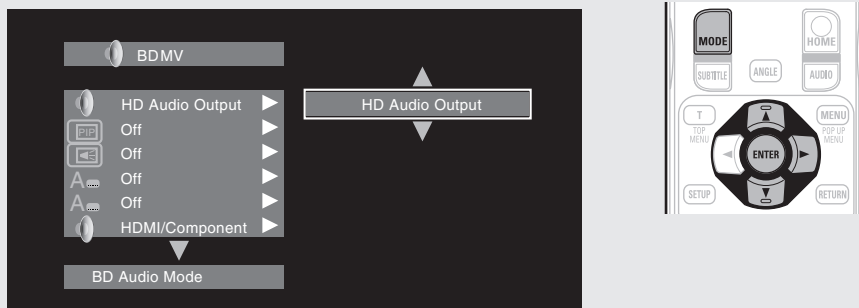 BDMV
HD Audio Output
HD Audio Output
PIP
Off
Off
A
Off
A
Off
HDMI/Component
BD Audio Mode
MODE
HOME
SUBTITLE
ANGLE
AUDIO
T
TOP
MENU
MENU
POP UP
MENU
ENTER
SETUP
RETURN